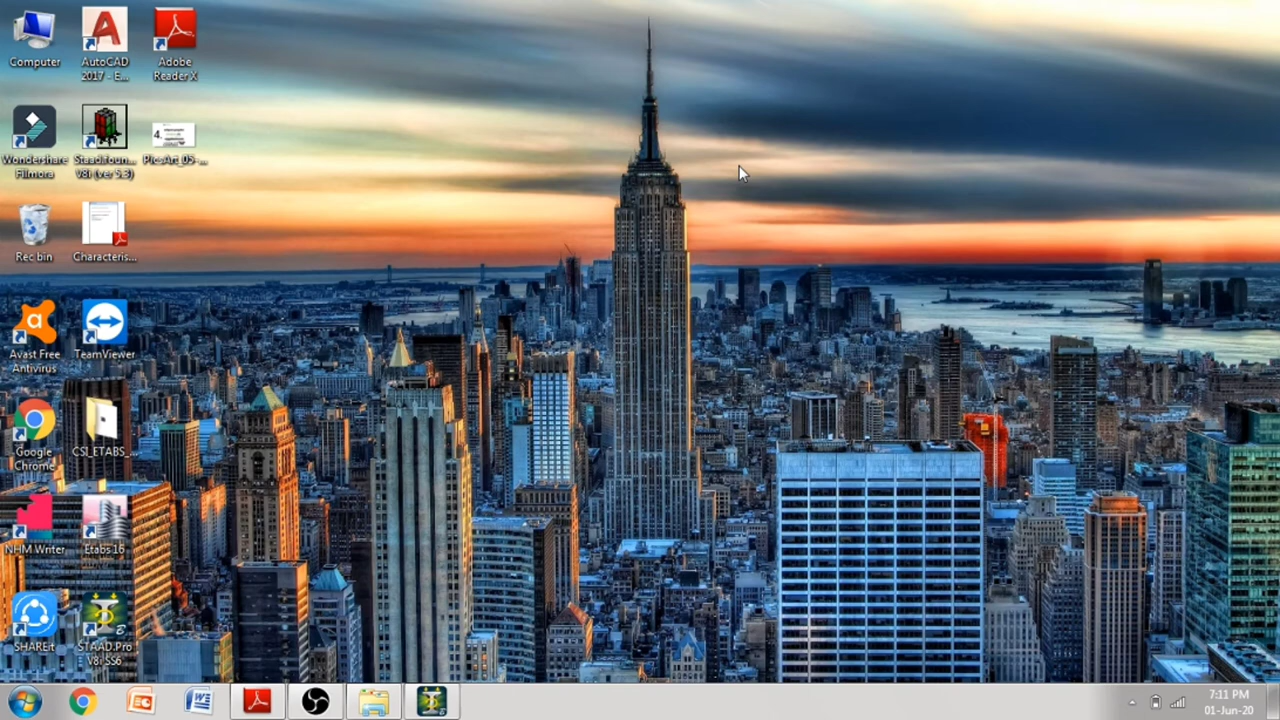 Computer
AutoCAD
2017 - E...
Adobe
Reader X
Wondershare
Filmora
Staad.foun...
V8i (ver 5.3)
4.
PicsArt_05-...
Rec bin
Characteris...
Avast Free
Antivirus
TeamViewer
Google
Chrome
CSI_ETABS_...
NHM Writer
Etabs 16
SHAREit
STAAD.Pro
V8i SS6
7:11 PM
01-Jun-20